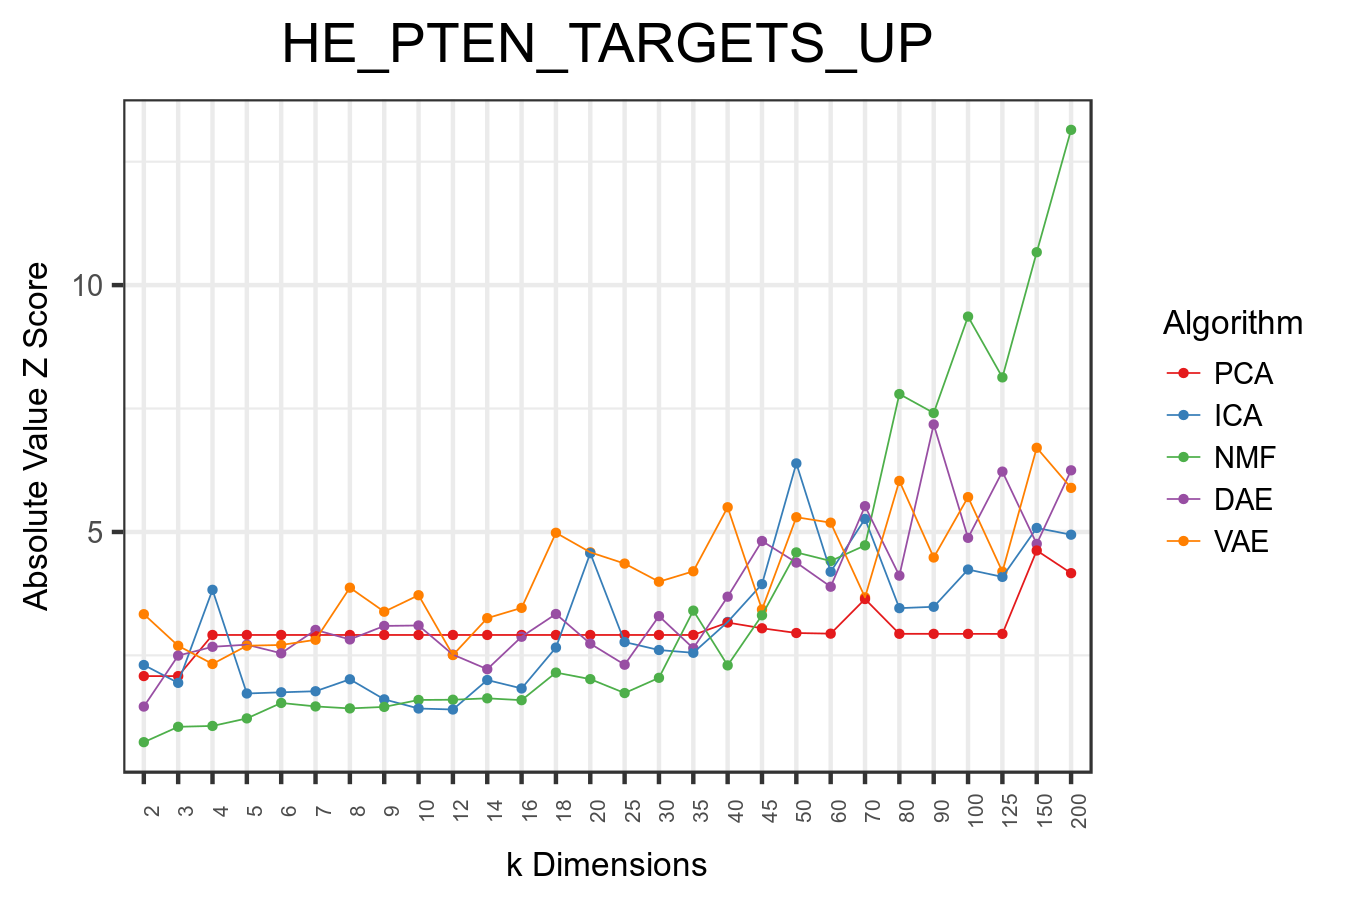 HE_PTEN_TARGETS_UP
Absolute Value Z Score
10
5
2 3 4 5 6 7 8 9 10 12 14 16 18 20 25 30 35 40 45 50 60 70 80 90 100 125 150 200
k Dimensions
Algorithm
PCA
ICA
NMF
DAE
VAE